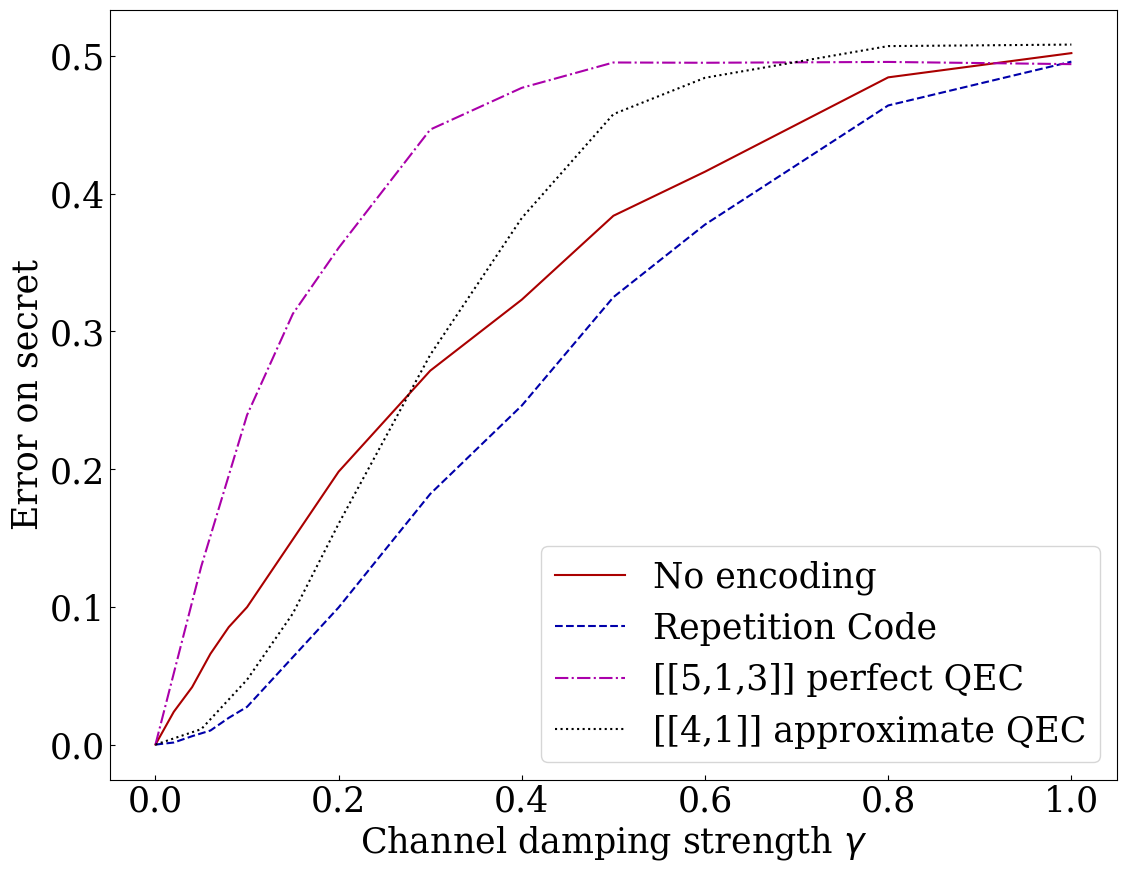 0.5
0.4
0.3
0.2
0.1
0.0
Error on secret
No encoding
Repetition Code
[[5,1,3]] perfect QEC
[[4,1]] approximate QEC
0.0 0.2 0.4 0.6 0.8 1.0
Channel damping strength γ